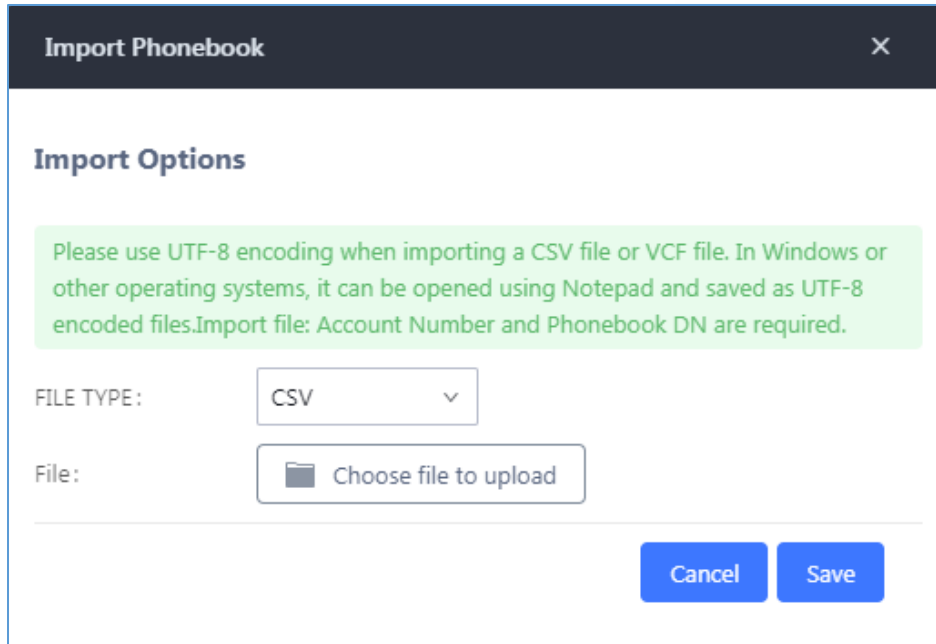 Import Phonebook
Import Options
Please use UTF-8 encoding when importing a CSV file or VCF file. In Windows or
other operating systems, it can be opened using Notepad and saved as UTF-8
encoded files.Import file: Account Number and Phonebook DN are required.
FILE TYPE:
CSV
File:
Choose file to upload
Cancel
Save